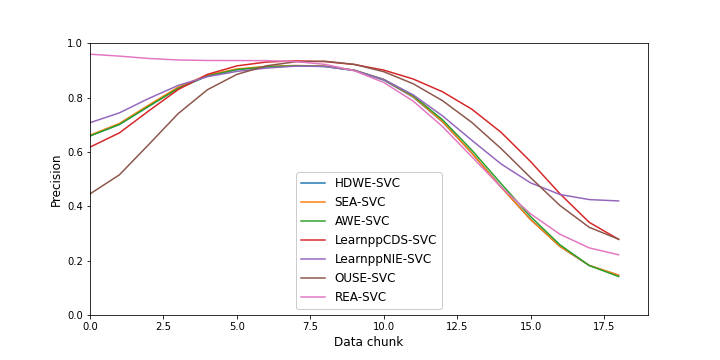 1.0
0.8
0.6
0.4
0.2
0.0
Precision
HDWE-SVC
SEA-SVC
AWE-SVC
LearnppCDS-SVC
LearnppNIE-SVC
OUSE-SVC
REA-SVC
0.0 2.5 5.0 7.5 10.0 12.5 15.0 17.5
Data chunk